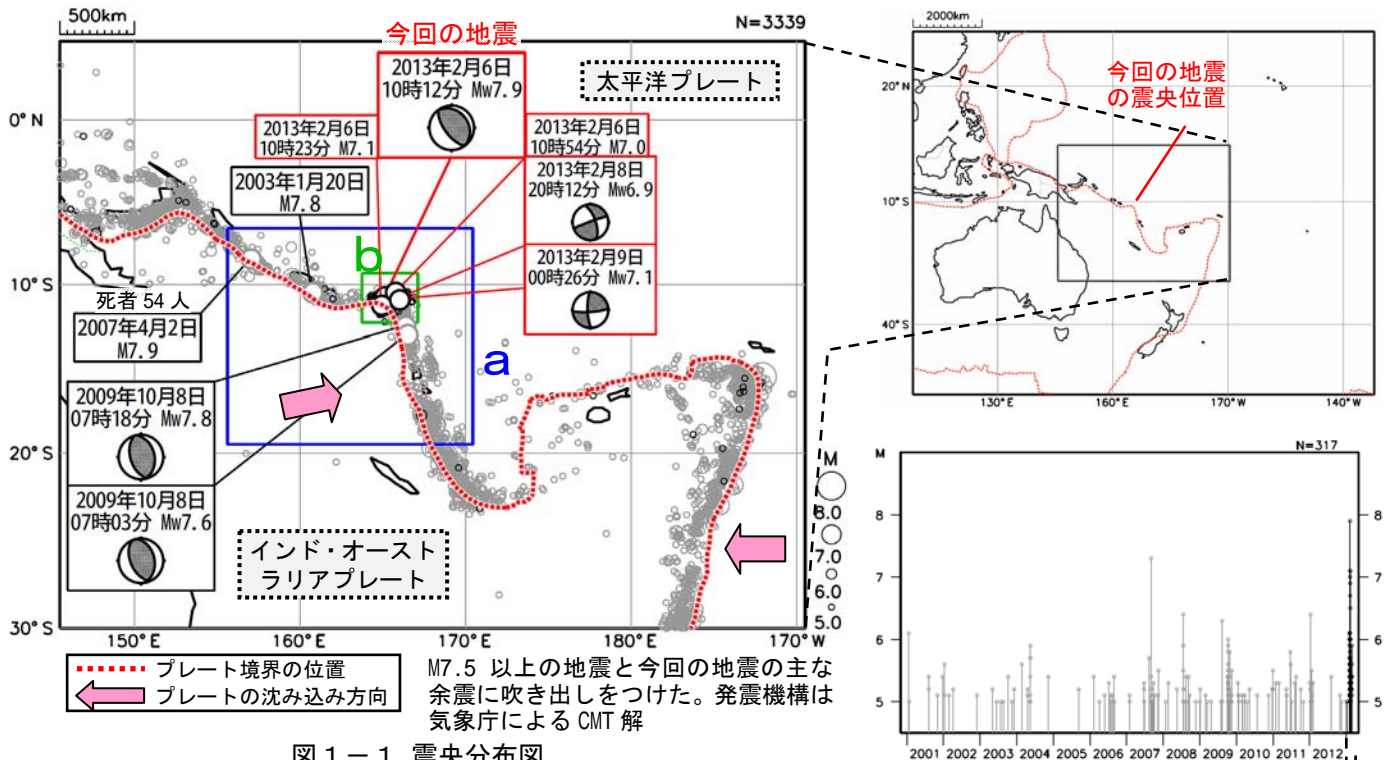 500km
N=3339
今回の地震
2013年2月6日
10時12分 Mw7.9
太平洋プレート
2013年2月6日
10時23分 M7.1
2013年2月6日
10時54分 M7.0
2013年2月8日
20時12分 Mw6.9
2013年2月9日
00時26分 Mw7.1
2003年1月20日
M7.8
b
a
死者 54 人
2007年4月2日
M7.9
2009年10月8日
07時18分 Mw7.8
2009年10月8日
07時03分 Mw7.6
インド・オースト
ラリアプレート
0°N
10°S
20°S
30°S
150°E
160°E
170°E
180°E
170°W
M
8.0
7.0
6.0
5.0
プレート境界の位置
プレートの沈み込み方向
M7.5 以上の地震と今回の地震の主な
余震に吹き出しをつけた。発震機構は
気象庁による CMT 解
図1－1 震央分布図
2000km
今回の地震
の震央位置
20°N
10°S
40°S
130°E
160°E
170°W
140°W
N=317
M
8
7
6
5
8
7
6
5
2001 2002 2003 2004 2005 2006 2007 2008 2009 2010 2011 2012